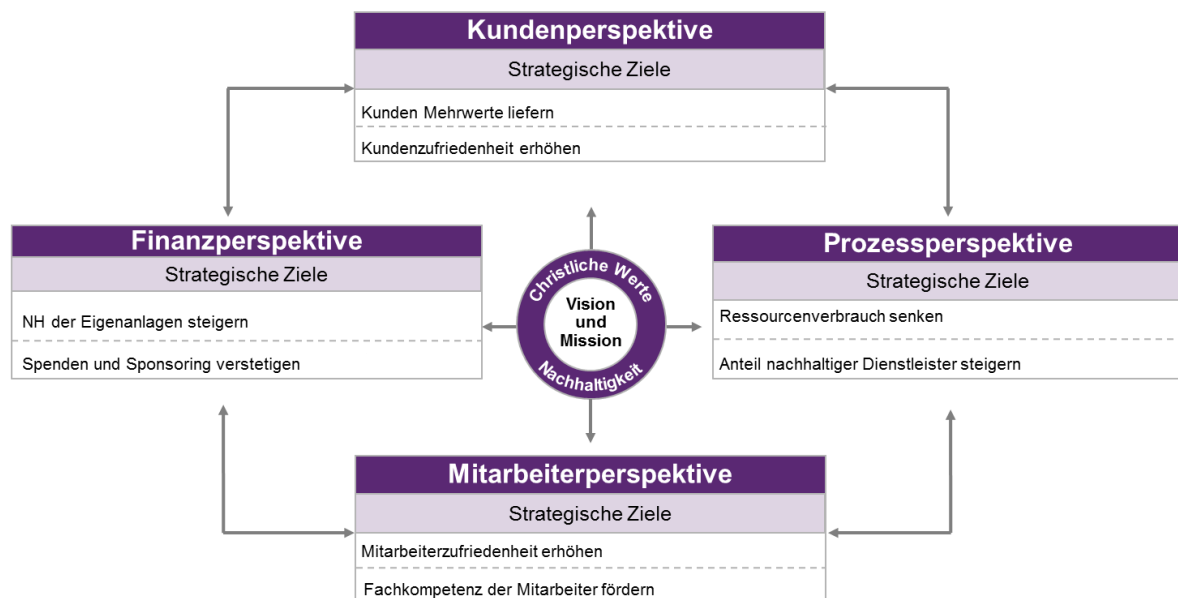 Kundenperspektive
Strategische Ziele
Kunden Mehrwerte liefern
Kundenzufriedenheit erhöhen
Finanzperspektive
Strategische Ziele
NH der Eigenanlagen steigern
Spenden und Sponsoring verstetigen
Christliche Werte
Vision
und
Mission
Nachhaltigkeit
Prozessperspektive
Strategische Ziele
Ressourcenverbrauch senken
Anteil nachhaltiger Dienstleister steigern
Mitarbeiterperspektive
Strategische Ziele
Mitarbeiterzufriedenheit erhöhen
Fachkompetenz der Mitarbeiter fördern